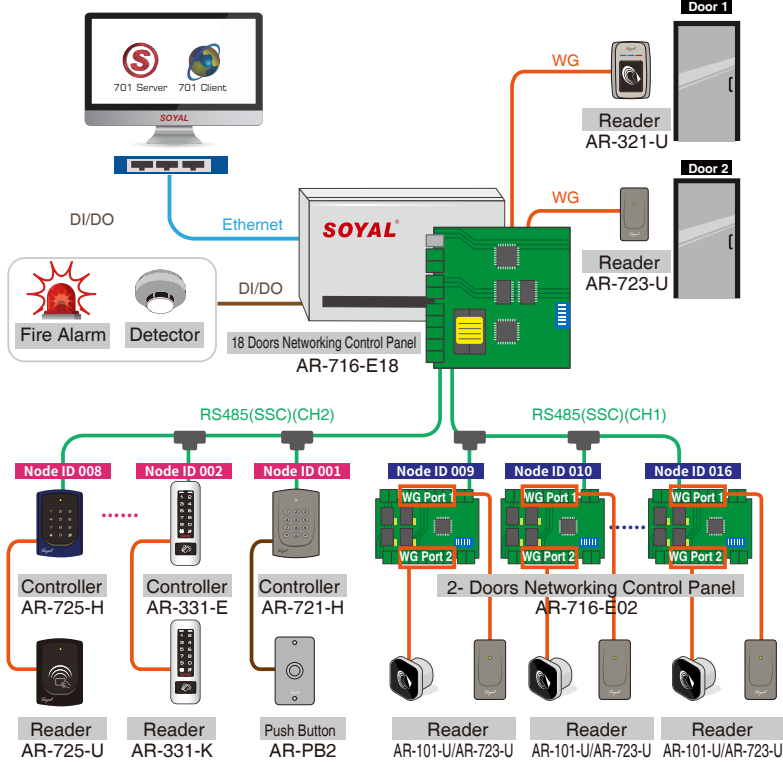 Door 1
701 Server 701 Client
SOYAL
WG
Reader
AR-321-U
Door 2
WG
Reader
AR-723-U
DI/DO
Ethernet
SOYAL®
DI/DO
Fire Alarm
Detector
18 Doors Networking Control Panel
AR-716-E18
RS485(SSC)(CH2)
RS485(SSC)(CH1)
Node ID 008
Node ID 002
Node ID 001
Node ID 009
Node ID 010
Node ID 016
WG Port 1
WG Port 1
WG Port 1
WG Port 2
WG Port 2
WG Port 2
Controller
AR-725-H
Controller
AR-331-E
Controller
AR-721-H
2- Doors Networking Control Panel
AR-716-E02
Reader
AR-725-U
Reader
AR-331-K
Push Button
AR-PB2
Reader
AR-101-U/AR-723-U
Reader
AR-101-U/AR-723-U
Reader
AR-101-U/AR-723-U